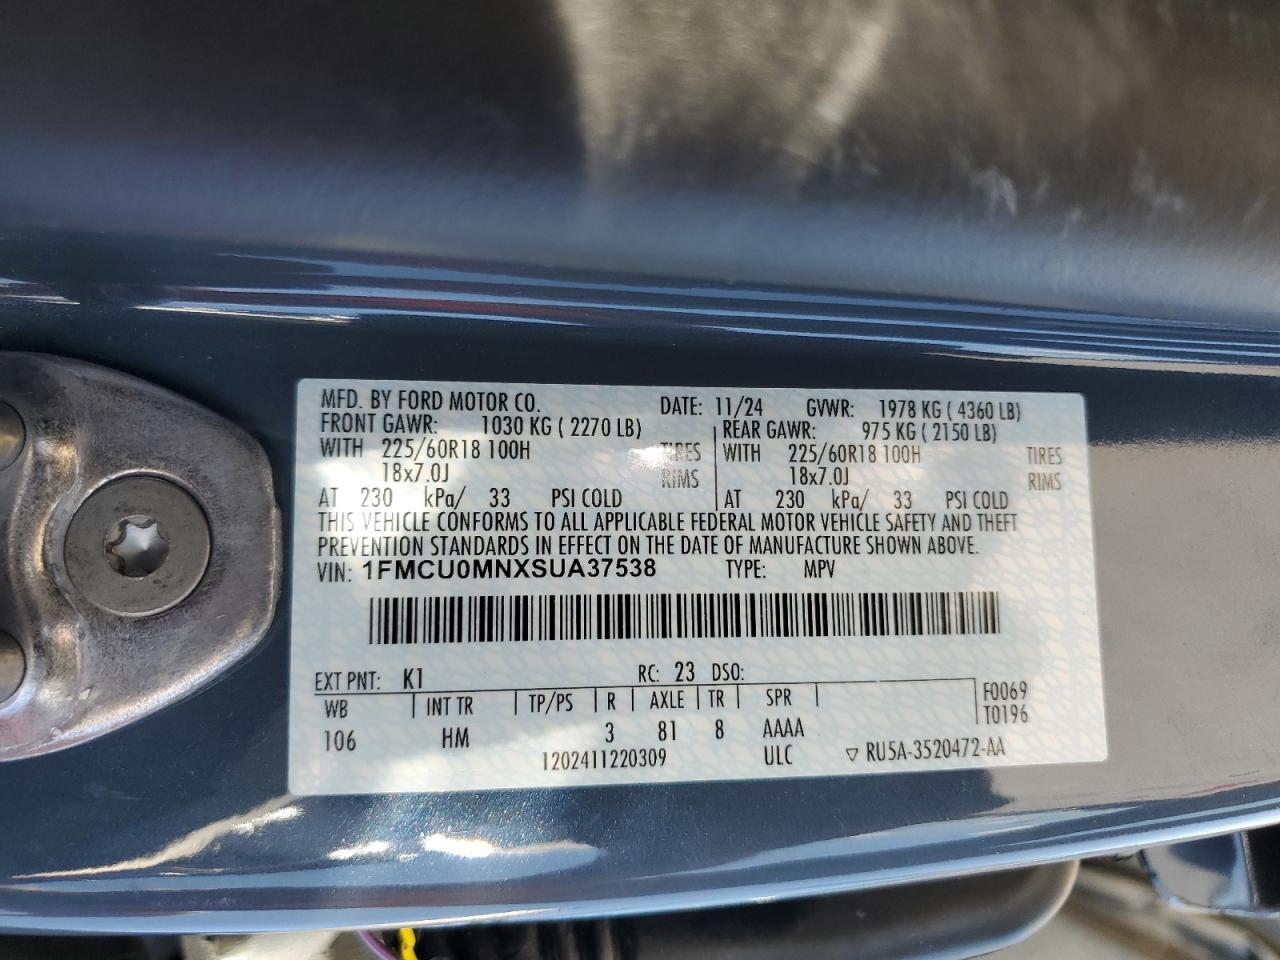 MFD. BY FORD MOTOR CO. DATE: 11/24 GVWR: 1978 KG ( 4360 LB)
FRONT GAWR: 1030 KG ( 2270 LB) REAR GAWR: 975 KG ( 2150 LB)
WITH 225/60R18 100H TIRES WITH 225/60R18 100H TIRES
18x7.0J RIMS 18x7.0J RIMS
AT 230 kPa/ 33 PSI COLD AT 230 kPa/ 33 PSI COLD
THIS VEHICLE CONFORMS TO ALL APPLICABLE FEDERAL MOTOR VEHICLE SAFETY AND THEFT
PREVENTION STANDARDS IN EFFECT ON THE DATE OF MANUFACTURE SHOWN ABOVE.
VIN: 1FMCU0MNXSUA37538 TYPE: MPV
EXT PNT: K1 RC: 23 DSO:
WB INT TR TP/PS R AXLE TR SPR F0069
T0196
106 HM 3 81 8 AAAA
1202411220309 ULC ▽ RU5A-3520472-AA